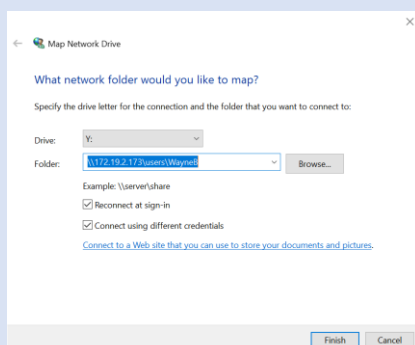 Map Network Drive
What network folder would you like to map?
Specify the drive letter for the connection and the folder that you want to connect to:
Drive: Y:
Folder: \\172.19.2.173\users\WayneB Browse...
Example: \\server\share
Reconnect at sign-in
Connect using different credentials
Connect to a Web site that you can use to store your documents and pictures.
Finish Cancel